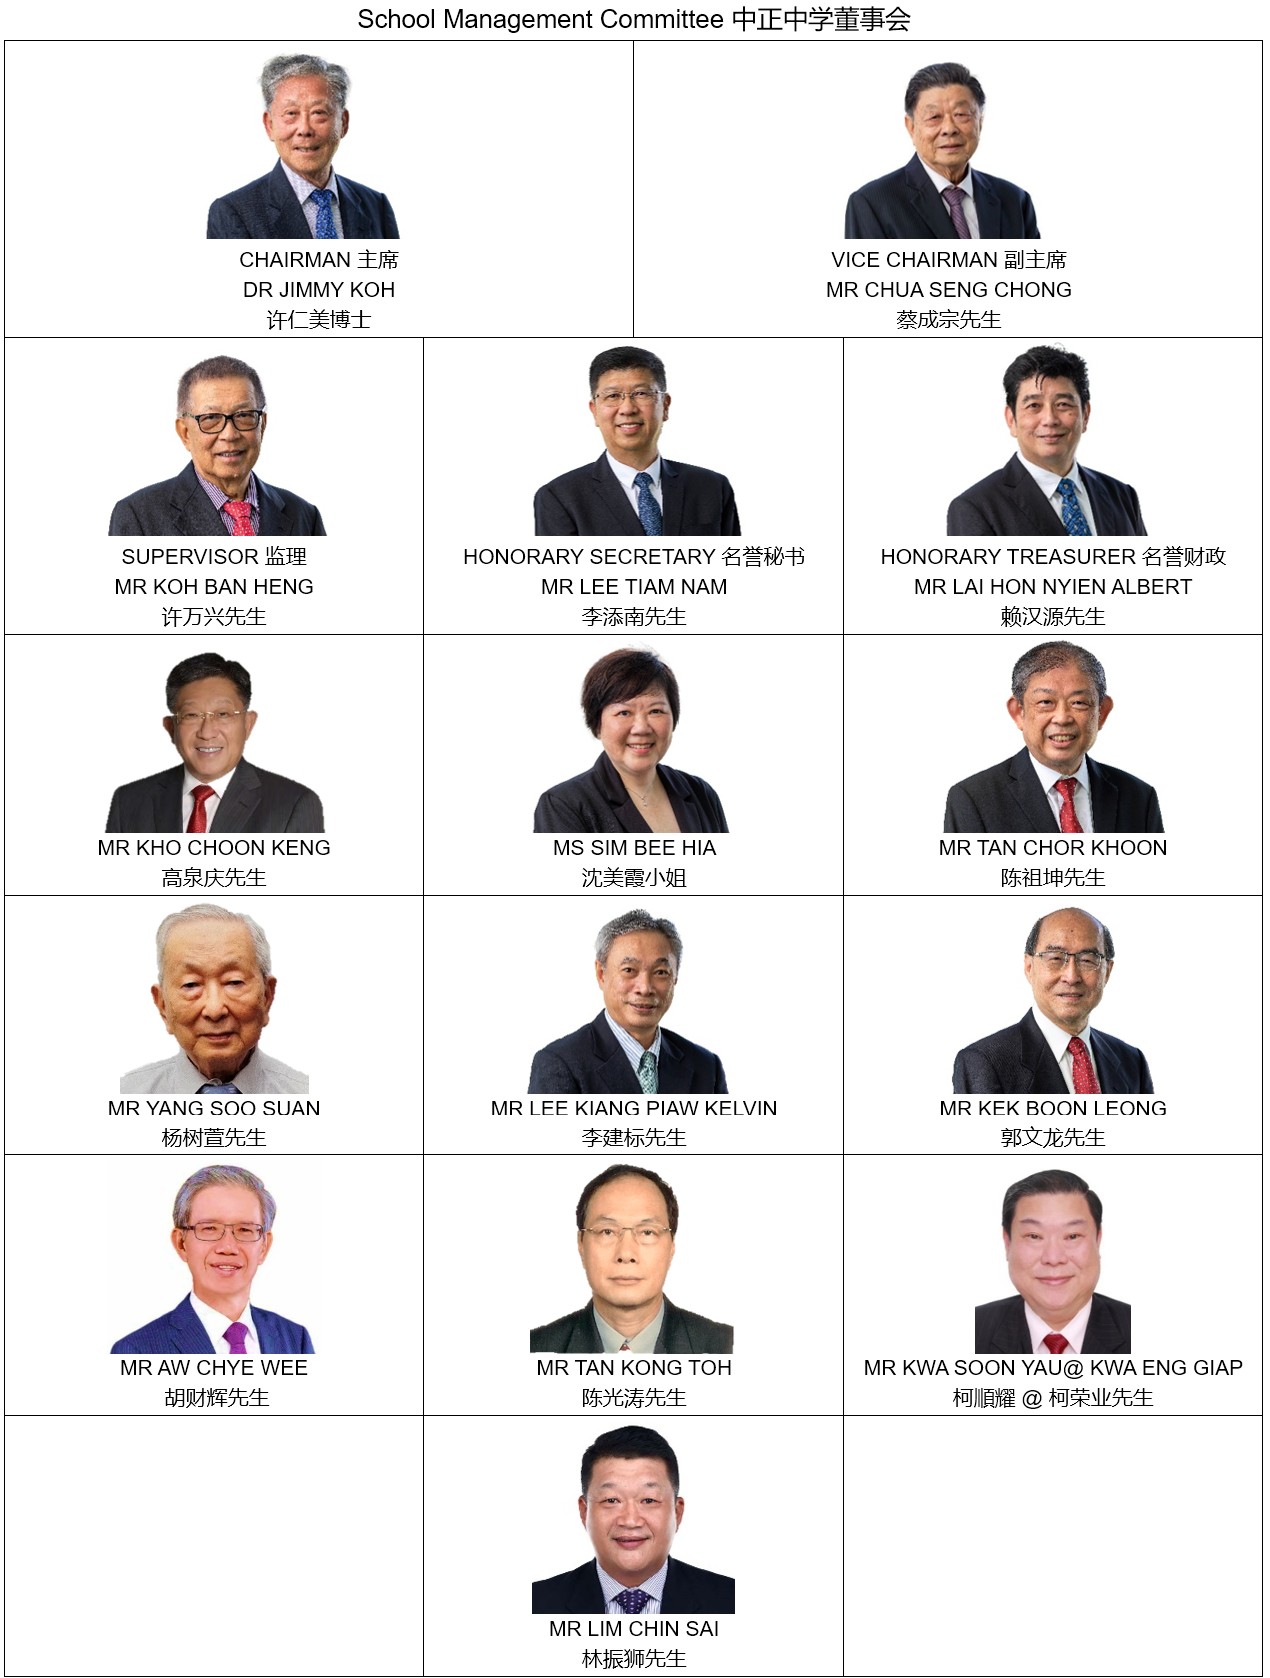 School Management Committee 中正中学董事会
CHAIRMAN 主席
DR JIMMY KOH
许仁美博士
VICE CHAIRMAN 副主席
MR CHUA SENG CHONG
蔡成宗先生
SUPERVISOR 监理
MR KOH BAN HENG
许万兴先生
HONORARY SECRETARY 名誉秘书
MR LEE TIAM NAM
李添南先生
HONORARY TREASURER 名誉财政
MR LAI HON NYIEN ALBERT
赖汉源先生
MR KHO CHOON KENG
高泉庆先生
MS SIM BEE HIA
沈美霞小姐
MR TAN CHOR KHOON
陈祖坤先生
MR YANG SOO SUAN
杨树萱先生
MR LEE KIANG PIAW KELVIN
李建标先生
MR KEK BOON LEONG
郭文龙先生
MR AW CHYE WEE
胡财辉先生
MR TAN KONG TOH
陈光涛先生
MR KWA SOON YAU@ KWA ENG GIAP
柯順耀 @ 柯荣业先生
MR LIM CHIN SAI
林振狮先生